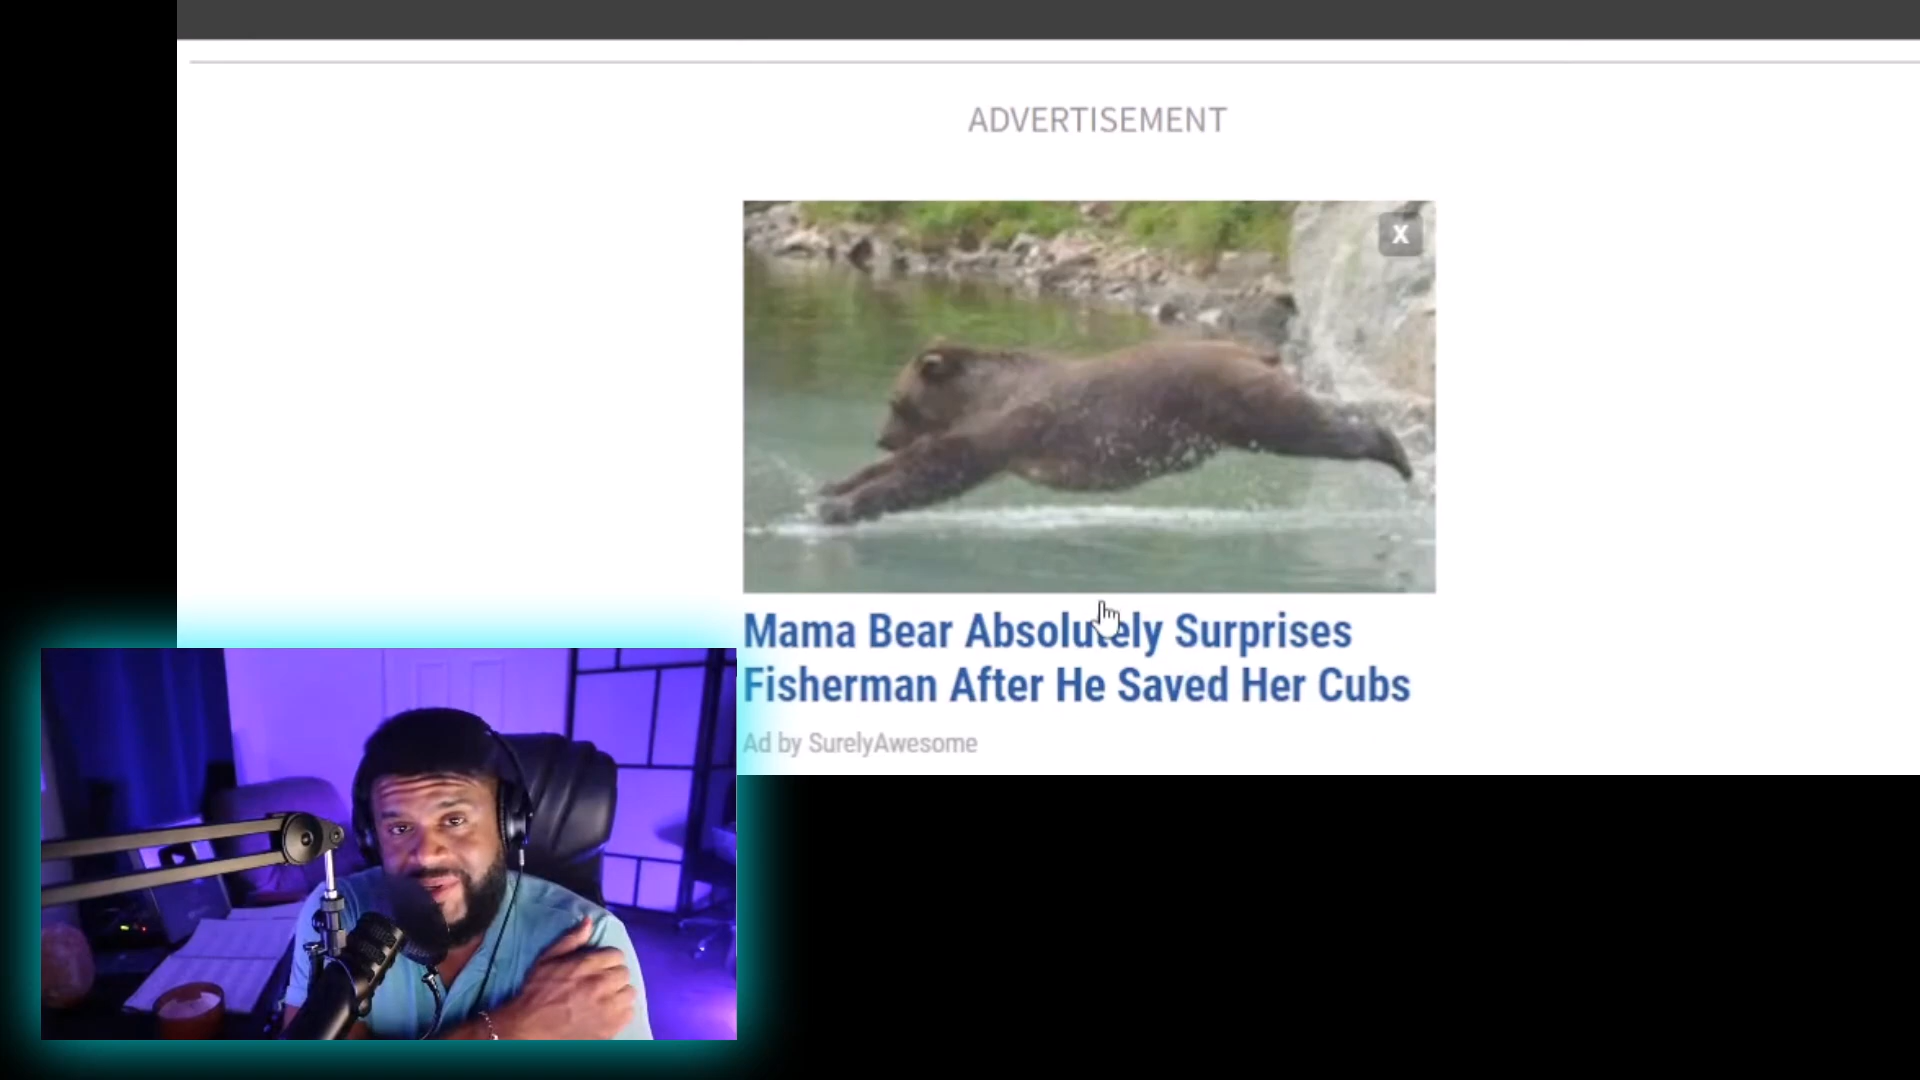 ADVERTISEMENT
X
Mama Bear Absolutely Surprises
Fisherman After He Saved Her Cubs
Ad by SurelyAwesome